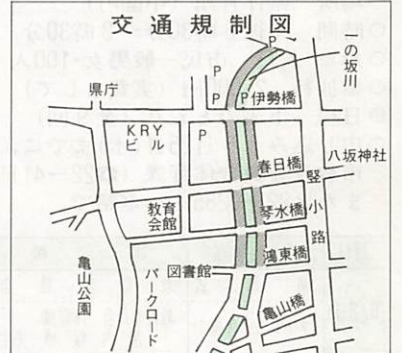 交通規制図
P
P
P
P
P
一の坂川
県庁
伊勢橋
KRY
ビル
春日橋
八坂神社
教育
会館
琴水橋
竪小路
図書館
鴻東橋
亀山公園
パークロード
亀山橋